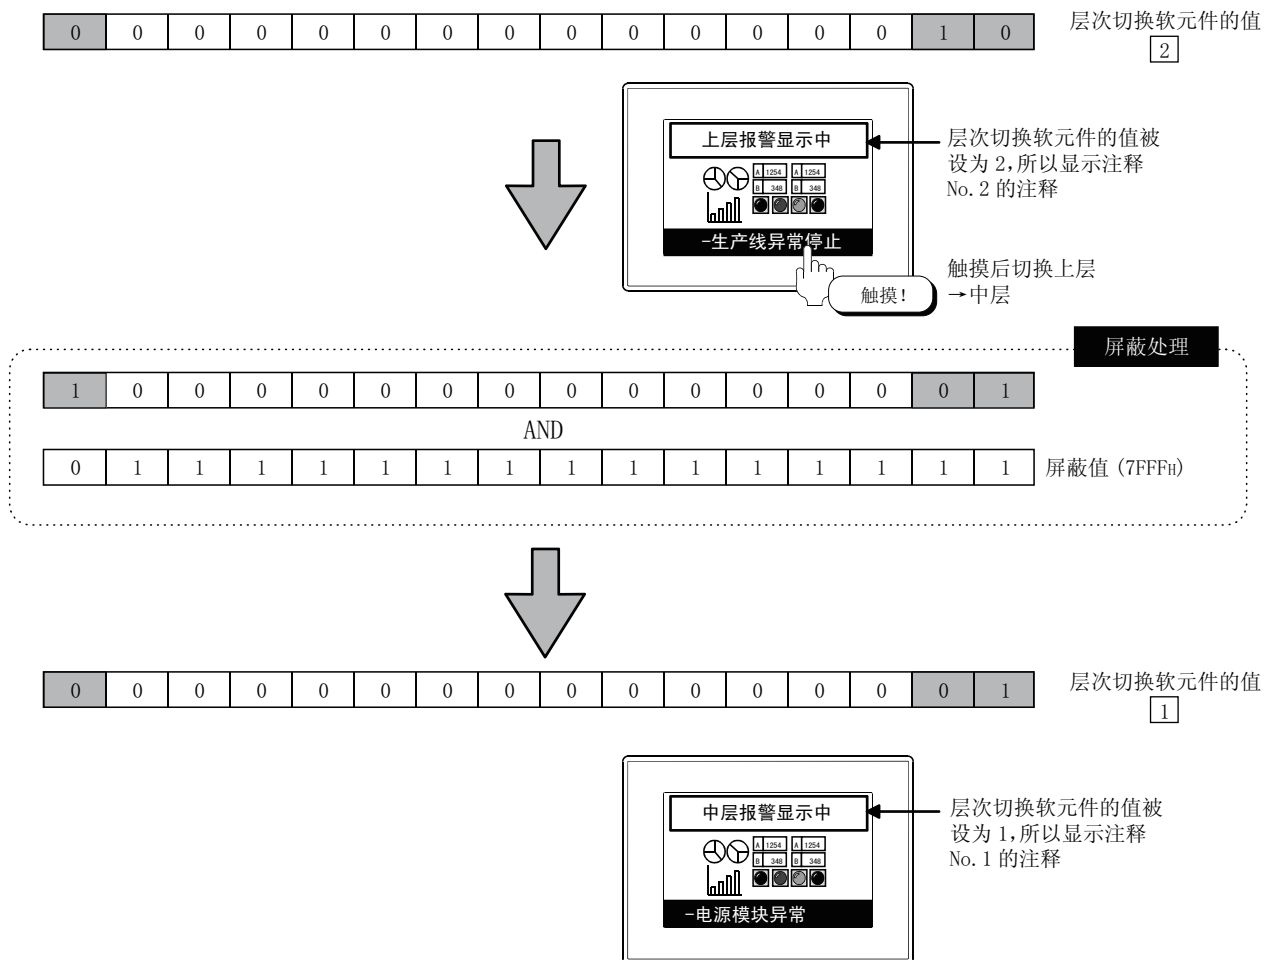 0 0 0 0 0 0 0 0 0 0 0 0 0 0 1 0
层次切换软元件的值
2
上层报警显示中
A 1254 A 1254
B 348 B 348
-生产线异常停止
层次切换软元件的值被
设为 2,所以显示注释
No.2 的注释
触摸!
触摸后切换上层
→中层
屏蔽处理
1 0 0 0 0 0 0 0 0 0 0 0 0 0 0 1
AND
0 1 1 1 1 1 1 1 1 1 1 1 1 1 1 1
屏蔽值 (7FFFH)
0 0 0 0 0 0 0 0 0 0 0 0 0 0 0 1
层次切换软元件的值
1
中层报警显示中
A 1254 A 1254
B 348 B 348
-电源模块异常
层次切换软元件的值被
设为 1,所以显示注释
No.1 的注释